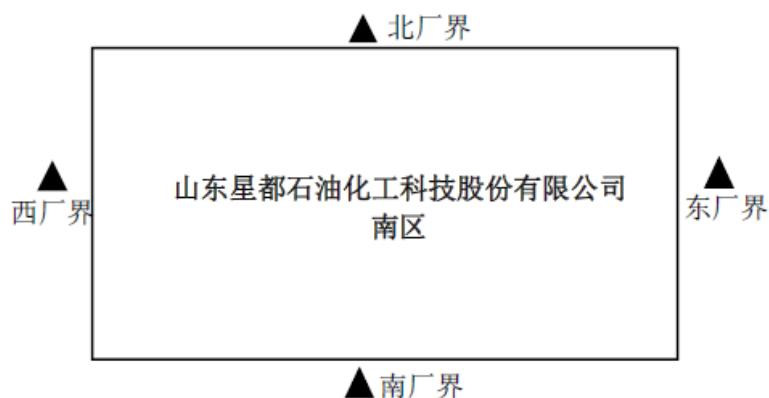 ▲ 北厂界
▲
西厂界
山东星都石油化工科技股份有限公司
南区
▲
东厂界
▲ 南厂界